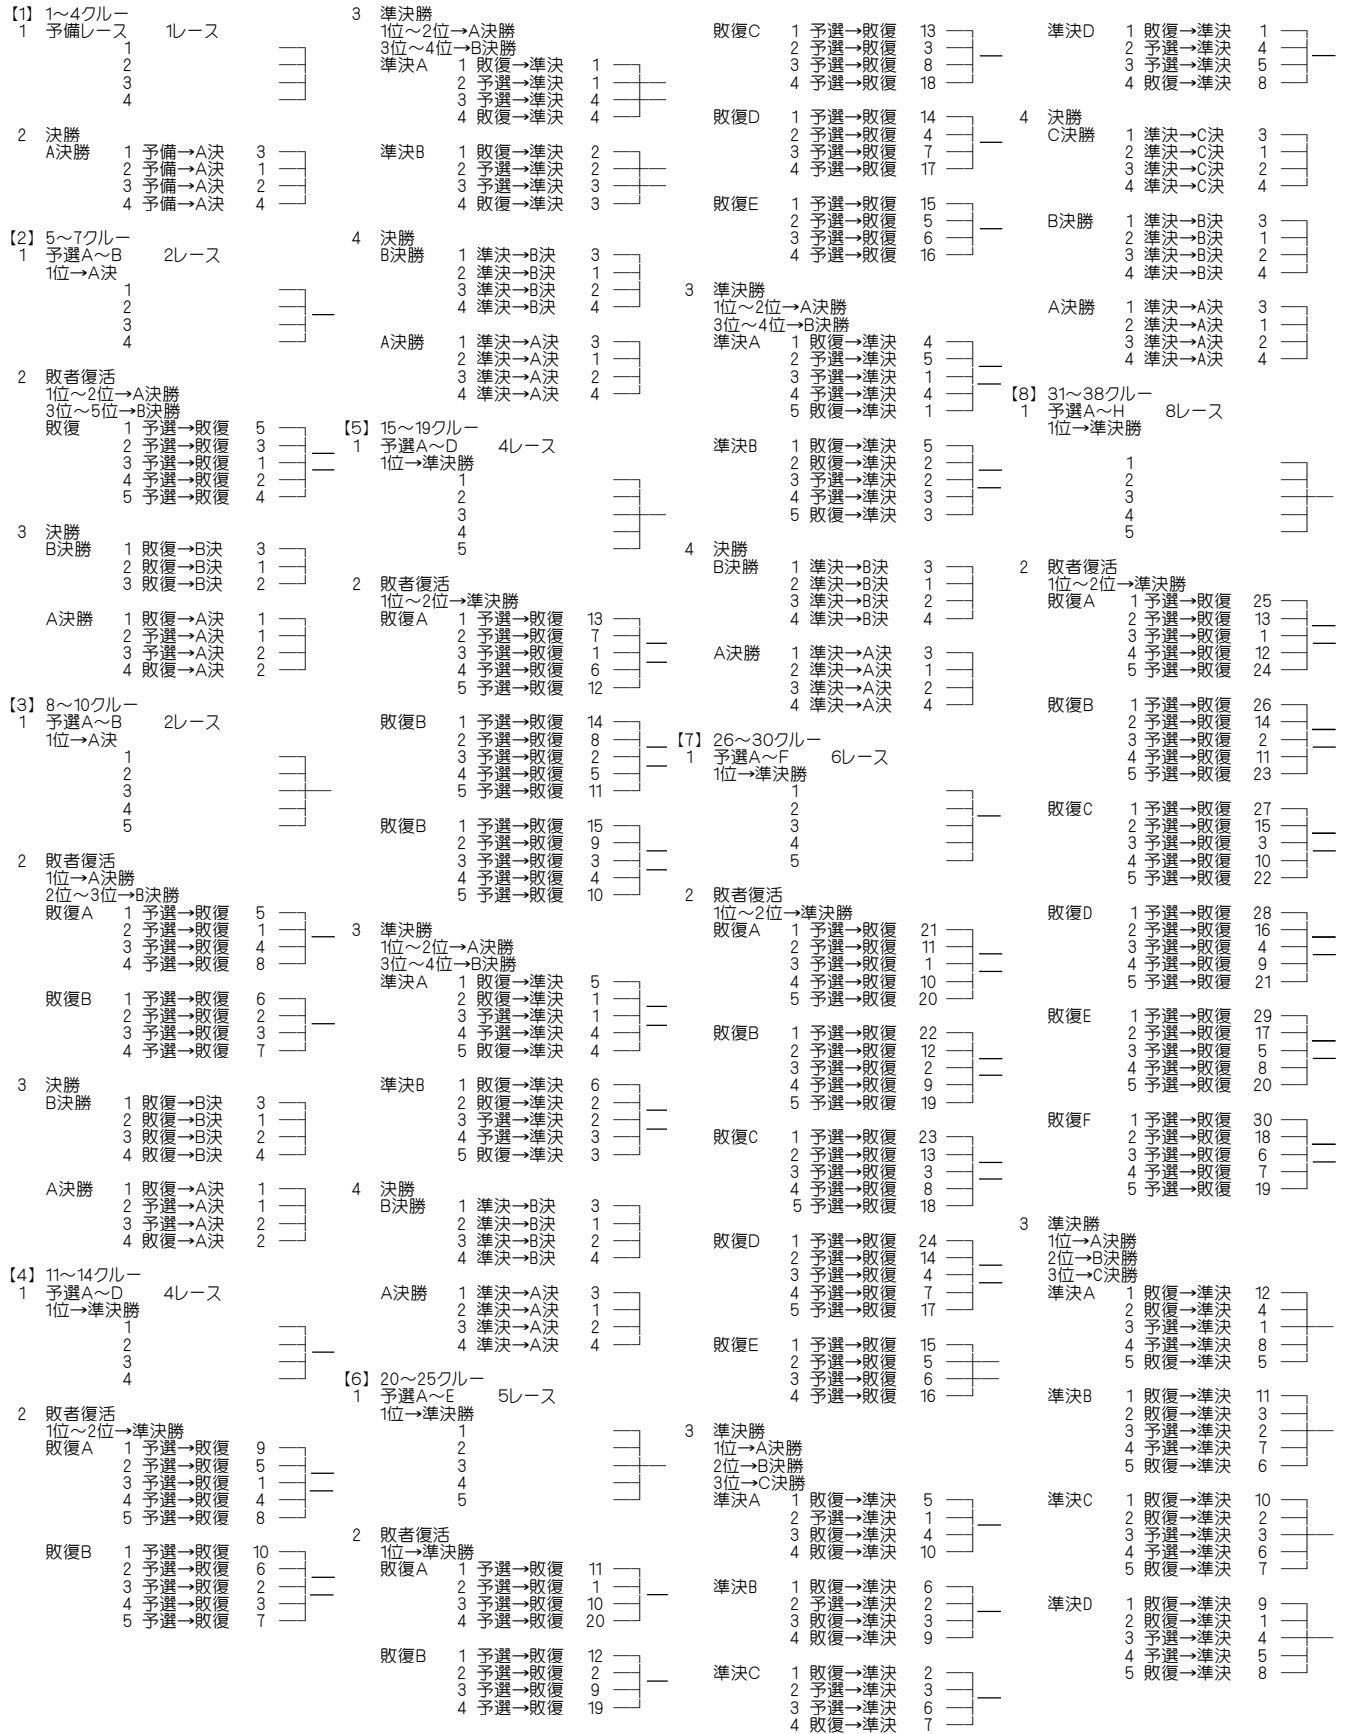 【1】 1～4クルー
1 予備レース 1レース
1
2
3
4
2 決勝
A決勝 1 予備→A決 3
2 予備→A決 1
3 予備→A決 2
4 予備→A決 4
【2】 5～7クルー
1 予選A～B 2レース
1位→A決
1
2
3
4
2 敗者復活
1位～2位→A決勝
3位～5位→B決勝
敗復 1 予選→敗復 5
2 予選→敗復 3
3 予選→敗復 1
4 予選→敗復 2
5 予選→敗復 4
3 決勝
B決勝 1 敗復→B決 3
2 敗復→B決 1
3 敗復→B決 2
A決勝 1 敗復→A決 1
2 予選→A決 1
3 予選→A決 2
4 敗復→A決 2
【3】 8～10クルー
1 予選A～B 2レース
1位→A決
1
2
3
4
5
2 敗者復活
1位→A決勝
2位～3位→B決勝
敗復A 1 予選→敗復 5
2 予選→敗復 1
3 予選→敗復 4
4 予選→敗復 8
敗復B 1 予選→敗復 6
2 予選→敗復 2
3 予選→敗復 3
4 予選→敗復 7
3 決勝
B決勝 1 敗復→B決 3
2 敗復→B決 1
3 敗復→B決 2
4 敗復→B決 4
A決勝 1 敗復→A決 1
2 予選→A決 1
3 予選→A決 2
4 敗復→A決 2
【4】 11～14クルー
1 予選A～D 4レース
1位→準決勝
1
2
3
4
2 敗者復活
1位～2位→準決勝
敗復A 1 予選→敗復 9
2 予選→敗復 5
3 予選→敗復 1
4 予選→敗復 4
5 予選→敗復 8
敗復B 1 予選→敗復 10
2 予選→敗復 6
3 予選→敗復 2
4 予選→敗復 3
5 予選→敗復 7
3 準決勝
1位～2位→A決勝
3位～4位→B決勝
準決A 1 敗復→準決 1
2 予選→準決 1
3 予選→準決 4
4 敗復→準決 4
準決B 1 敗復→準決 2
2 予選→準決 2
3 予選→準決 3
4 敗復→準決 3
4 決勝
B決勝 1 準決→B決 3
2 準決→B決 1
3 準決→B決 2
4 準決→B決 4
A決勝 1 準決→A決 3
2 準決→A決 1
3 準決→A決 2
4 準決→A決 4
【5】 15～19クルー
1 予選A～D 4レース
1位→準決勝
1
2
3
4
5
2 敗者復活
1位～2位→準決勝
敗復A 1 予選→敗復 13
2 予選→敗復 7
3 予選→敗復 1
4 予選→敗復 6
5 予選→敗復 12
敗復B 1 予選→敗復 14
2 予選→敗復 8
3 予選→敗復 2
4 予選→敗復 5
5 予選→敗復 11
敗復B 1 予選→敗復 15
2 予選→敗復 9
3 予選→敗復 3
4 予選→敗復 4
5 予選→敗復 10
3 準決勝
1位～2位→A決勝
3位～4位→B決勝
準決A 1 敗復→準決 5
2 敗復→準決 1
3 予選→準決 1
4 予選→準決 4
5 敗復→準決 4
準決B 1 敗復→準決 6
2 敗復→準決 2
3 予選→準決 2
4 予選→準決 3
5 敗復→準決 3
4 決勝
B決勝 1 準決→B決 3
2 準決→B決 1
3 準決→B決 2
4 準決→B決 4
A決勝 1 準決→A決 3
2 準決→A決 1
3 準決→A決 2
4 準決→A決 4
【6】 20～25クルー
1 予選A～E 5レース
1位→準決勝
1
2
3
4
5
2 敗者復活
1位→準決勝
敗復A 1 予選→敗復 11
2 予選→敗復 1
3 予選→敗復 10
4 予選→敗復 20
敗復B 1 予選→敗復 12
2 予選→敗復 2
3 予選→敗復 9
4 予選→敗復 19
敗復C 1 予選→敗復 13
2 予選→敗復 3
3 予選→敗復 8
4 予選→敗復 18
敗復D 1 予選→敗復 14
2 予選→敗復 4
3 予選→敗復 7
4 予選→敗復 17
敗復E 1 予選→敗復 15
2 予選→敗復 5
3 予選→敗復 6
4 予選→敗復 16
3 準決勝
1位～2位→A決勝
3位～4位→B決勝
準決A 1 敗復→準決 4
2 予選→準決 5
3 予選→準決 1
4 予選→準決 4
5 敗復→準決 1
準決B 1 敗復→準決 5
2 敗復→準決 2
3 予選→準決 2
4 予選→準決 3
5 敗復→準決 3
4 決勝
B決勝 1 準決→B決 3
2 準決→B決 1
3 準決→B決 2
4 準決→B決 4
A決勝 1 準決→A決 3
2 準決→A決 1
3 準決→A決 2
4 準決→A決 4
【7】 26～30クルー
1 予選A～F 6レース
1位→準決勝
1
2
3
4
5
2 敗者復活
1位～2位→準決勝
敗復A 1 予選→敗復 21
2 予選→敗復 11
3 予選→敗復 1
4 予選→敗復 10
5 予選→敗復 20
敗復B 1 予選→敗復 22
2 予選→敗復 12
3 予選→敗復 2
4 予選→敗復 9
5 予選→敗復 19
敗復C 1 予選→敗復 23
2 予選→敗復 13
3 予選→敗復 3
4 予選→敗復 8
5 予選→敗復 18
敗復D 1 予選→敗復 24
2 予選→敗復 14
3 予選→敗復 4
4 予選→敗復 7
5 予選→敗復 17
敗復E 1 予選→敗復 15
2 予選→敗復 5
3 予選→敗復 6
4 予選→敗復 16
3 準決勝
1位→A決勝
2位→B決勝
3位→C決勝
準決A 1 敗復→準決 5
2 予選→準決 1
3 敗復→準決 4
4 敗復→準決 10
準決B 1 敗復→準決 6
2 予選→準決 2
3 敗復→準決 3
4 敗復→準決 9
準決C 1 敗復→準決 2
2 予選→準決 3
3 予選→準決 6
4 敗復→準決 7
準決D 1 敗復→準決 1
2 予選→準決 4
3 予選→準決 5
4 敗復→準決 8
4 決勝
C決勝 1 準決→C決 3
2 準決→C決 1
3 準決→C決 2
4 準決→C決 4
B決勝 1 準決→B決 3
2 準決→B決 1
3 準決→B決 2
4 準決→B決 4
A決勝 1 準決→A決 3
2 準決→A決 1
3 準決→A決 2
4 準決→A決 4
【8】 31～38クルー
1 予選A～H 8レース
1位→準決勝
1
2
3
4
5
2 敗者復活
1位～2位→準決勝
敗復A 1 予選→敗復 25
2 予選→敗復 13
3 予選→敗復 1
4 予選→敗復 12
5 予選→敗復 24
敗復B 1 予選→敗復 26
2 予選→敗復 14
3 予選→敗復 2
4 予選→敗復 11
5 予選→敗復 23
敗復C 1 予選→敗復 27
2 予選→敗復 15
3 予選→敗復 3
4 予選→敗復 10
5 予選→敗復 22
敗復D 1 予選→敗復 28
2 予選→敗復 16
3 予選→敗復 4
4 予選→敗復 9
5 予選→敗復 21
敗復E 1 予選→敗復 29
2 予選→敗復 17
3 予選→敗復 5
4 予選→敗復 8
5 予選→敗復 20
敗復F 1 予選→敗復 30
2 予選→敗復 18
3 予選→敗復 6
4 予選→敗復 7
5 予選→敗復 19
3 準決勝
1位→A決勝
2位→B決勝
3位→C決勝
準決A 1 敗復→準決 12
2 敗復→準決 4
3 予選→準決 1
4 予選→準決 8
5 敗復→準決 5
準決B 1 敗復→準決 11
2 敗復→準決 3
3 予選→準決 2
4 予選→準決 7
5 敗復→準決 6
準決C 1 敗復→準決 10
2 敗復→準決 2
3 予選→準決 3
4 予選→準決 6
5 敗復→準決 7
準決D 1 敗復→準決 9
2 敗復→準決 1
3 予選→準決 4
4 予選→準決 5
5 敗復→準決 8